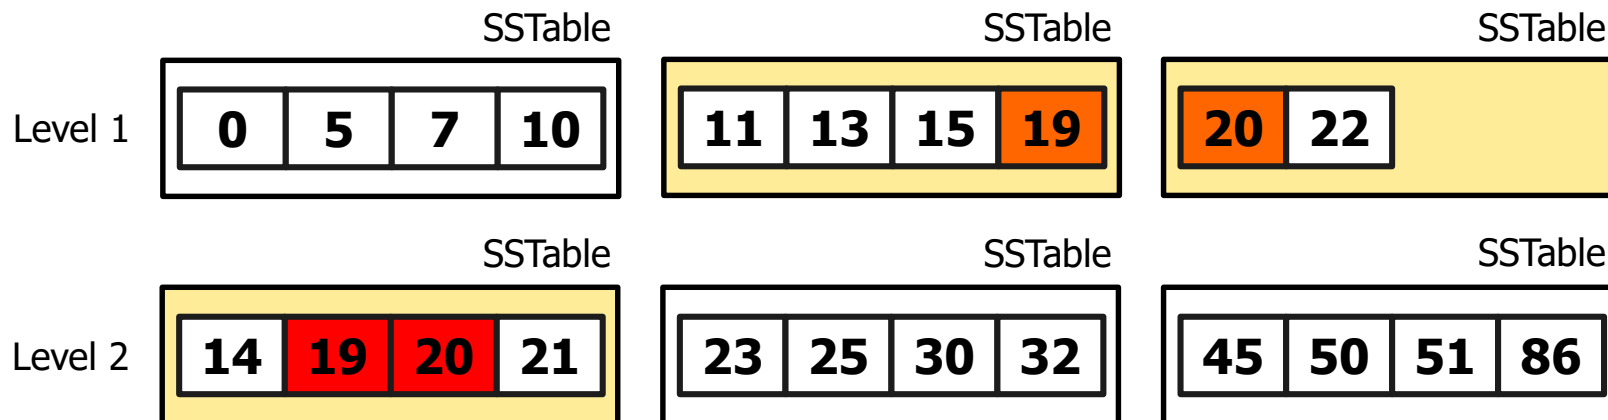 SSTable SSTable SSTable
Level 1 0 5 7 10 11 13 15 19 20 22
SSTable SSTable SSTable
Level 2 14 19 20 21 23 25 30 32 45 50 51 86